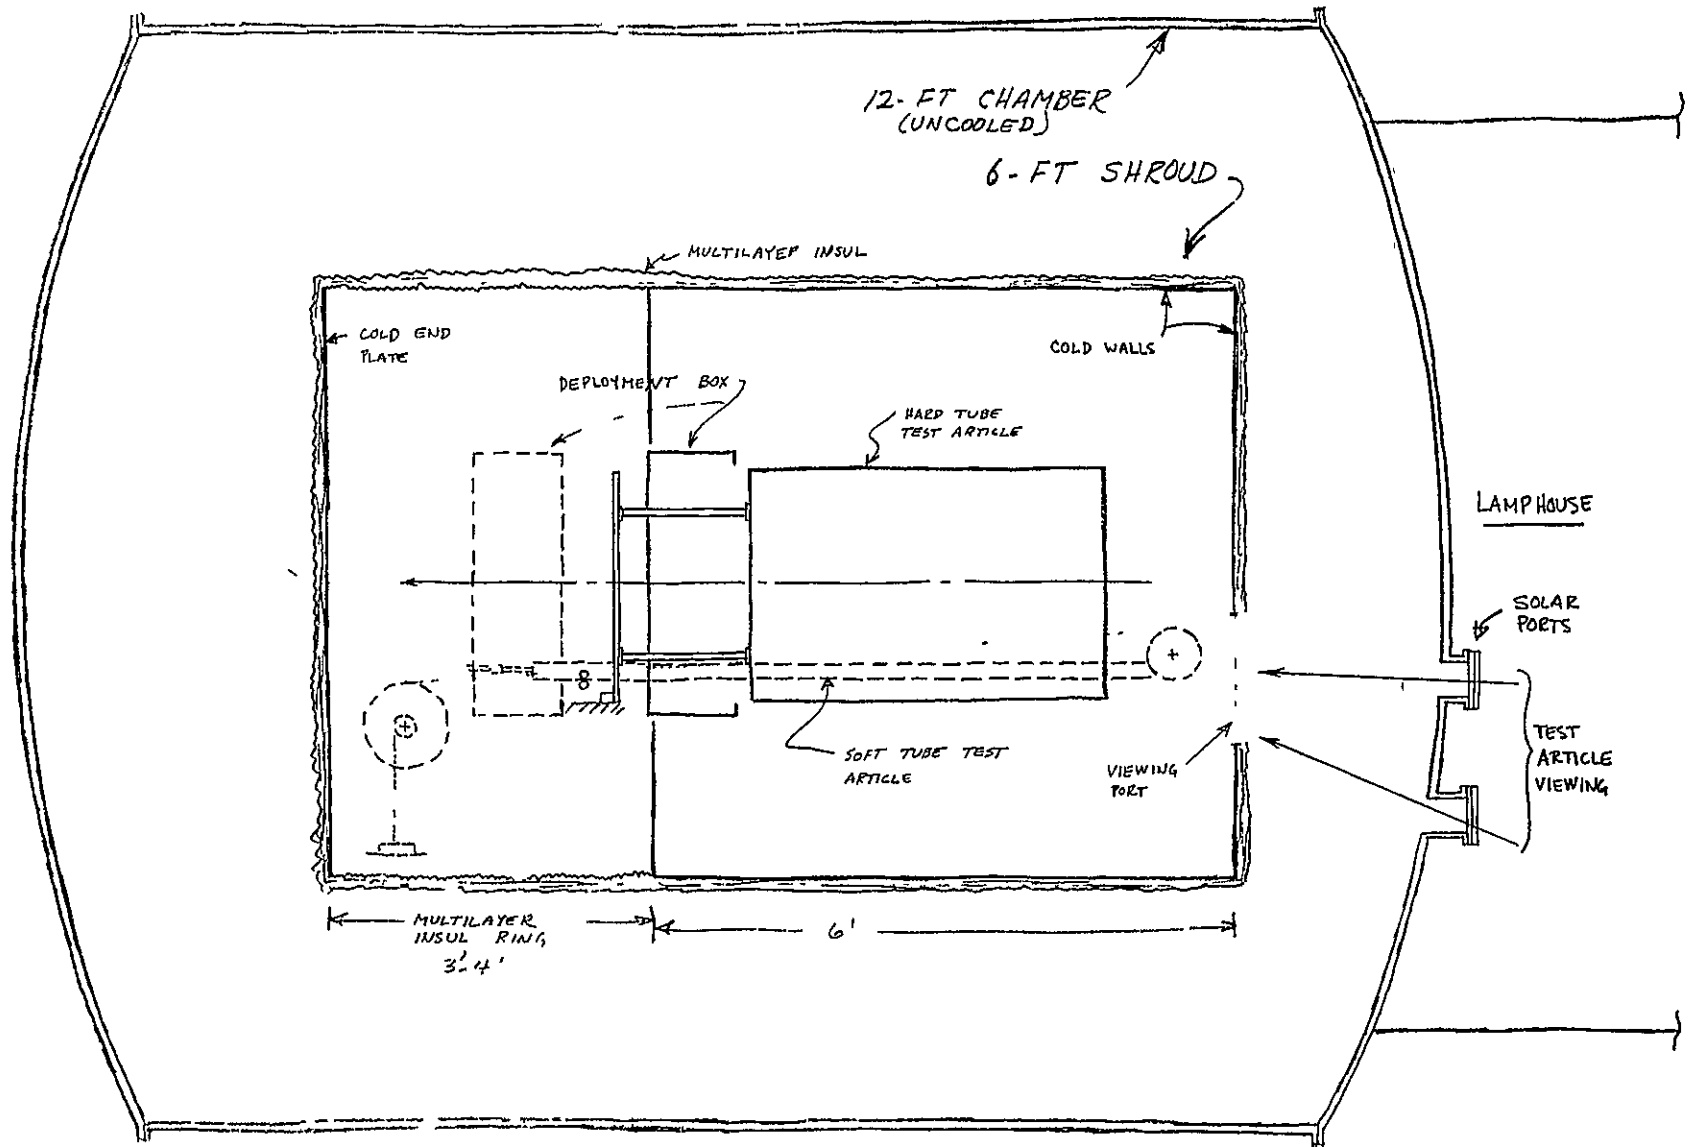 12-FT CHAMBER
(UNCOOLED)
6-FT SHROUD
MULTILAYER INSUL
COLD END
PLATE
COLD WALLS
DEPLOYMENT BOX
HARD TUBE
TEST ARTICLE
LAMPHOUSE
SOLAR
PORTS
TEST
ARTICLE
VIEWING
SOFT TUBE TEST
ARTICLE
VIEWING
PORT
8
MULTILAYER
INSUL RING
3'-4'
6'